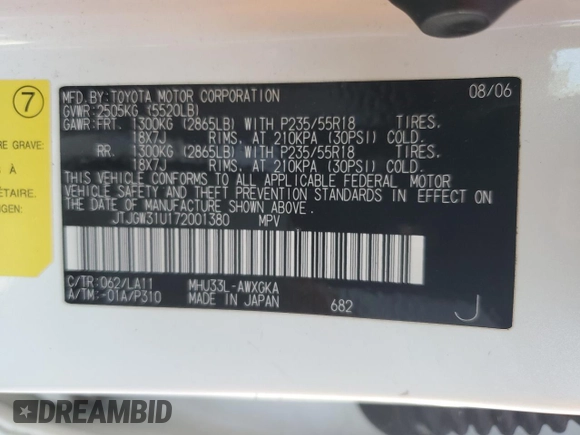 7
RE GRAVE:
S À
ÉTAIRE.
NGEN.
MFD.BY:TOYOTA MOTOR CORPORATION 08/06
GVWR:2505KG (5520LB)
GAWR:FRT. 1300KG (2865LB) WITH P235/55R18 TIRES.
18X7J RIMS, AT 210KPA (30PSI) COLD.
RR. 1300KG (2865LB) WITH P235/55R18 TIRES.
18X7J RIMS, AT 210KPA (30PSI) COLD.
THIS VEHICLE CONFORMS TO ALL APPLICABLE FEDERAL MOTOR
VEHICLE SAFETY AND THEFT PREVENTION STANDARDS IN EFFECT ON
THE DATE OF MANUFACTURE SHOWN ABOVE.
JTJGW31U172001380 MPV
C/TR:062/LA11 MHU33L-AWXGKA
A/TM:-01A/P310 MADE IN JAPAN 682 J
DREAMBID